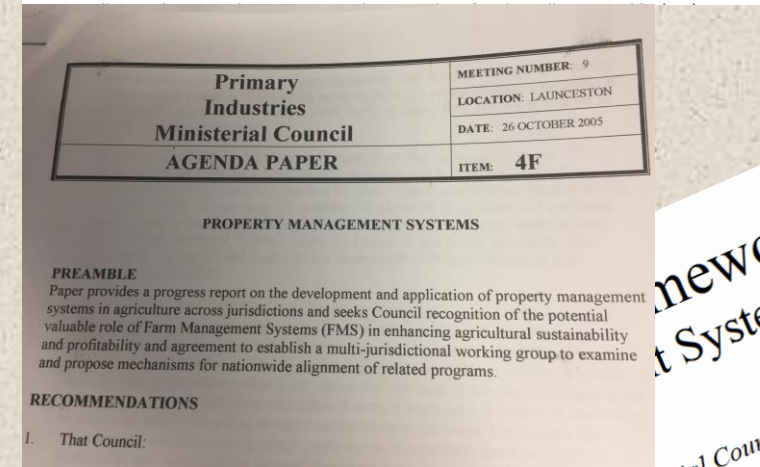 Primary
Industries
Ministerial Council
AGENDA PAPER
MEETING NUMBER: 9
LOCATION: LAUNCESTON
DATE: 26 OCTOBER 2005
ITEM: 4F
PROPERTY MANAGEMENT SYSTEMS
PREAMBLE
Paper provides a progress report on the development and application of property management
systems in agriculture across jurisdictions and seeks Council recognition of the potential
valuable role of Farm Management Systems (FMS) in enhancing agricultural sustainability
and profitability and agreement to establish a multi-jurisdictional working group to examine
and propose mechanisms for nationwide alignment of related programs.
RECOMMENDATIONS
1. That Council: